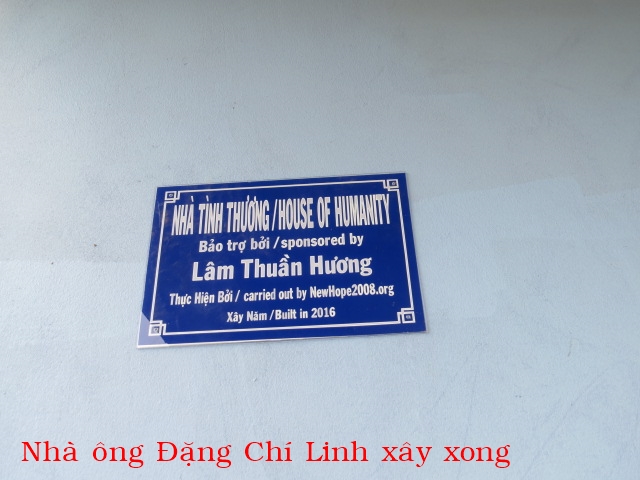 NHÀ TÌNH THƯƠNG / HOUSE OF HUMANITY
Bảo trợ bởi / sponsored by
Lâm Thuần Hương
Thực Hiện Bởi / carried out by NewHope2008.org
Xây Năm / Built in 2016
Nhà ông Đặng Chí Linh xây xong